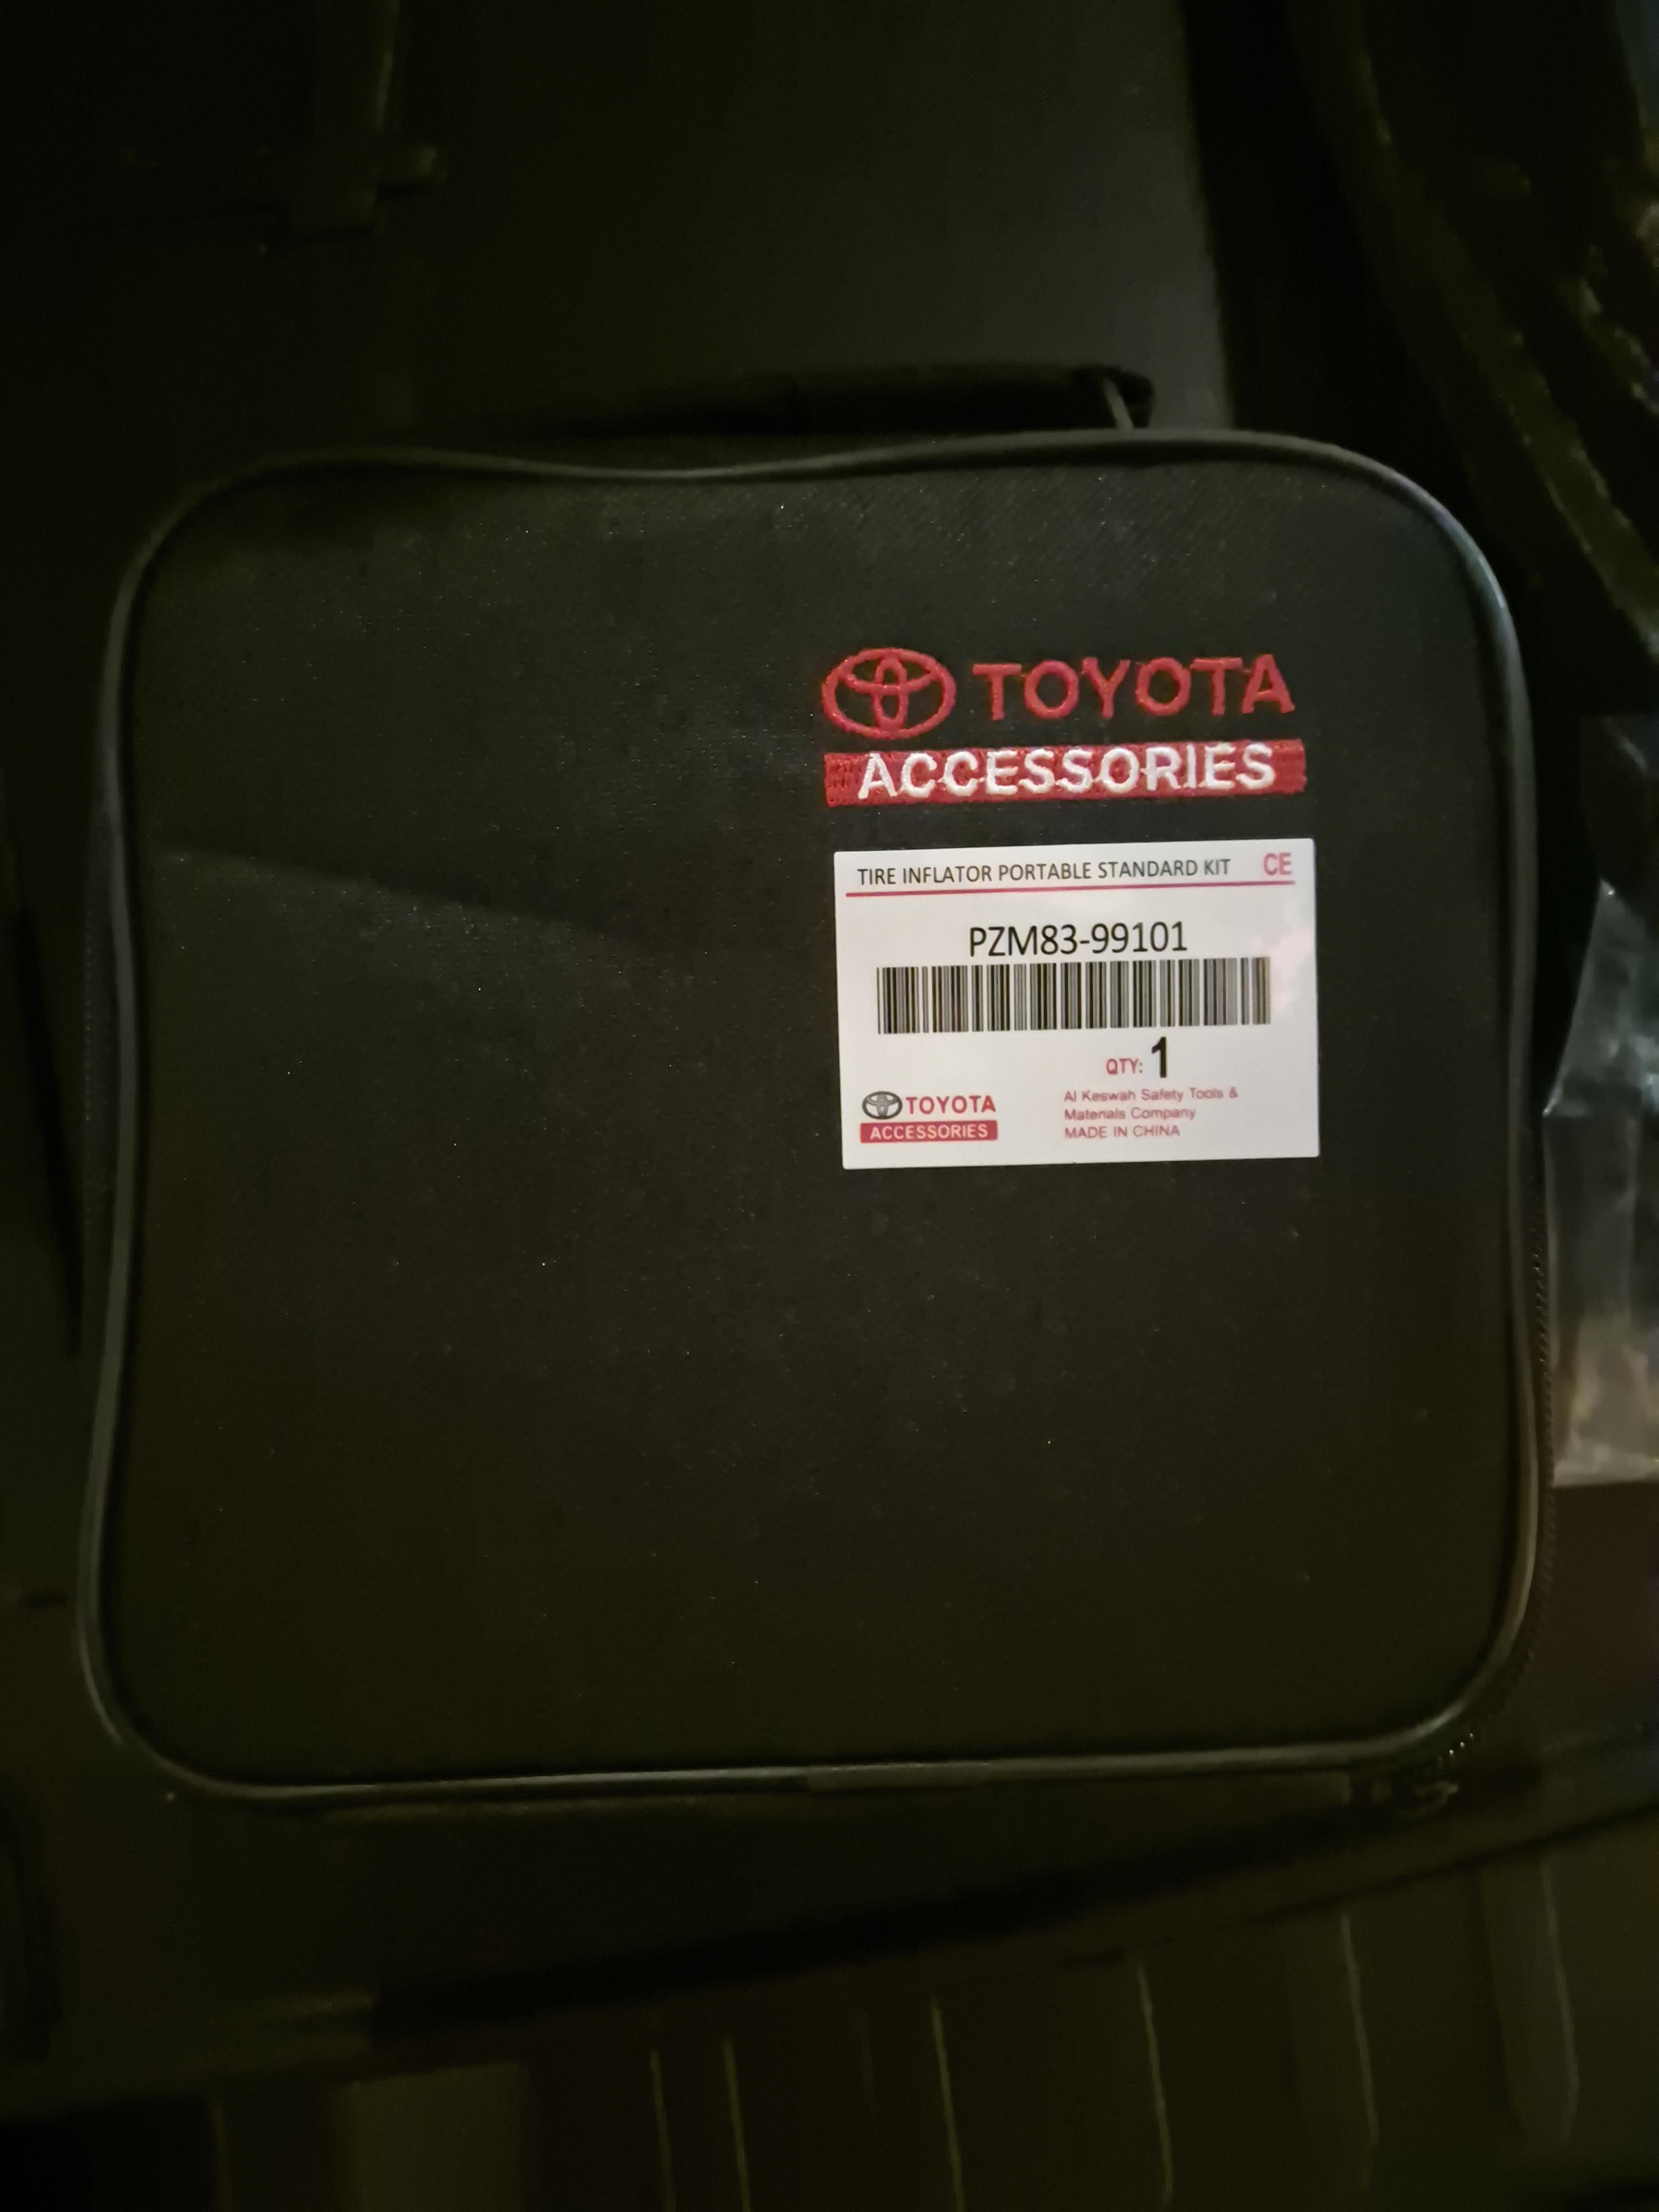 TOYOTA
ACCESSORIES
TIRE INFLATOR PORTABLE STANDARD KIT CE
PZM83-99101
QTY: 1
TOYOTA
ACCESSORIES
Al Keswah Safety Tools &
Materials Company
MADE IN CHINA